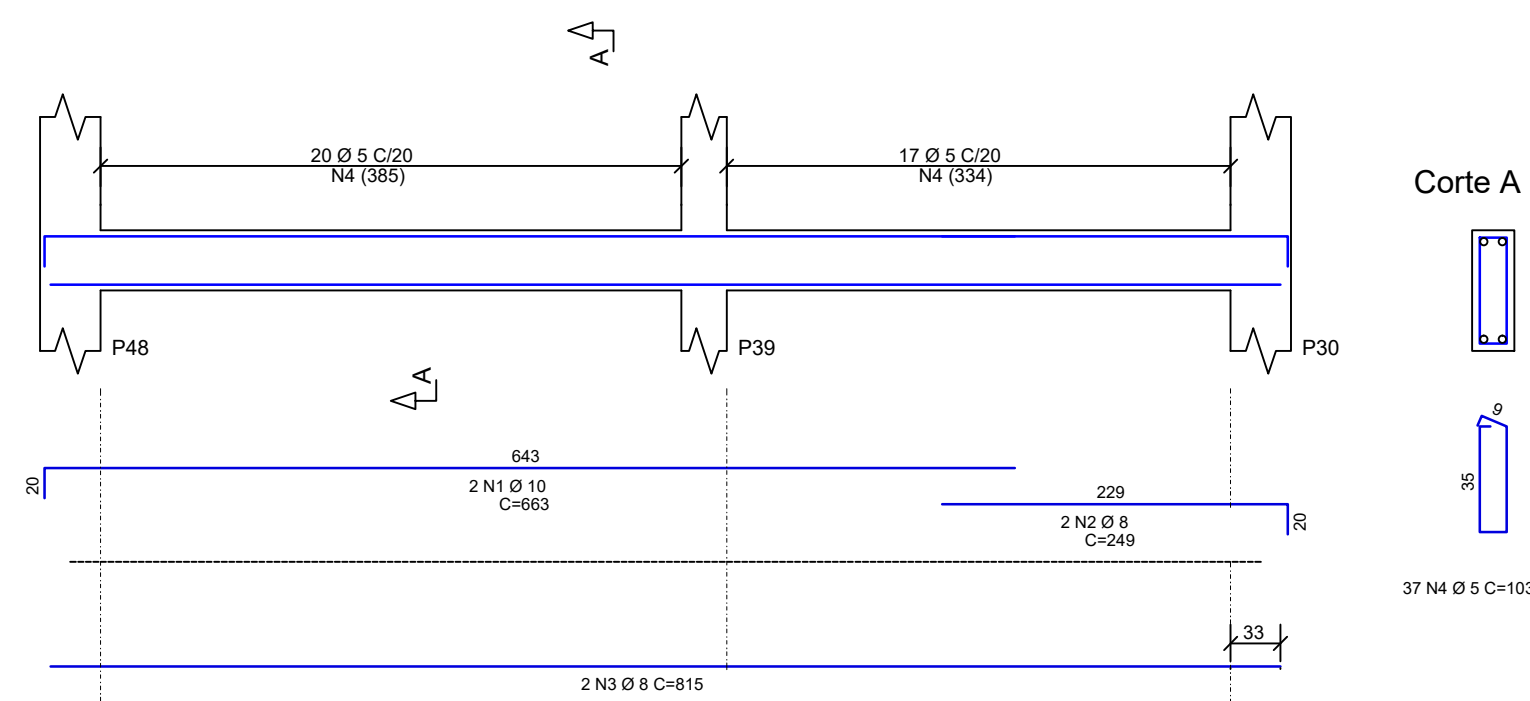 A
20 Ø 5 C/20
N4 (385)
17 Ø 5 C/20
N4 (334)
Corte A
P48
P39
P30
A
9
643
20
2 N1 Ø 10
C=663
35
229
2 N2 Ø 8
C=249
20
37 N4 Ø 5 C=103
33
2 N3 Ø 8 C=815